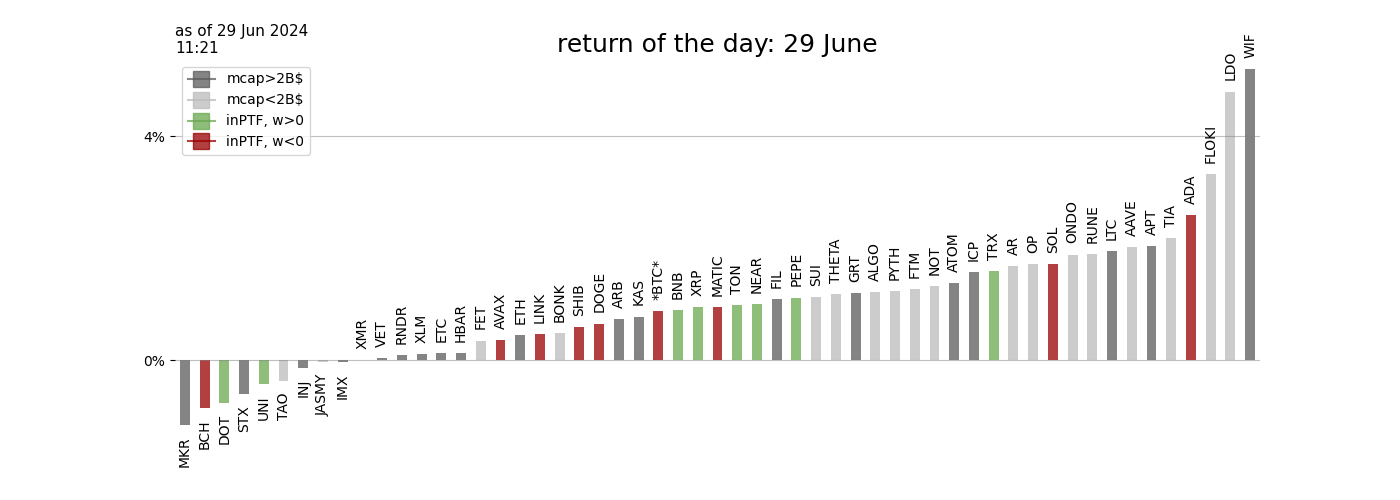 as of 29 Jun 2024
11:21
return of the day: 29 June
mcap>2B$
mcap<2B$
inPTF, w>0
inPTF, w<0
4%
0%
MKR
BCH
DOT
STX
UNI
TAO
INJ
JASMY
IMX
XMR
VET
RNDR
XLM
ETC
HBAR
FET
AVAX
ETH
LINK
BONK
SHIB
DOGE
ARB
KAS
*BTC*
BNB
XRP
MATIC
TON
NEAR
FIL
PEPE
SUI
THETA
GRT
ALGO
PYTH
FTM
NOT
ATOM
ICP
TRX
AR
OP
SOL
ONDO
RUNE
LTC
AAVE
APT
TIA
ADA
FLOKI
LDO
WIF